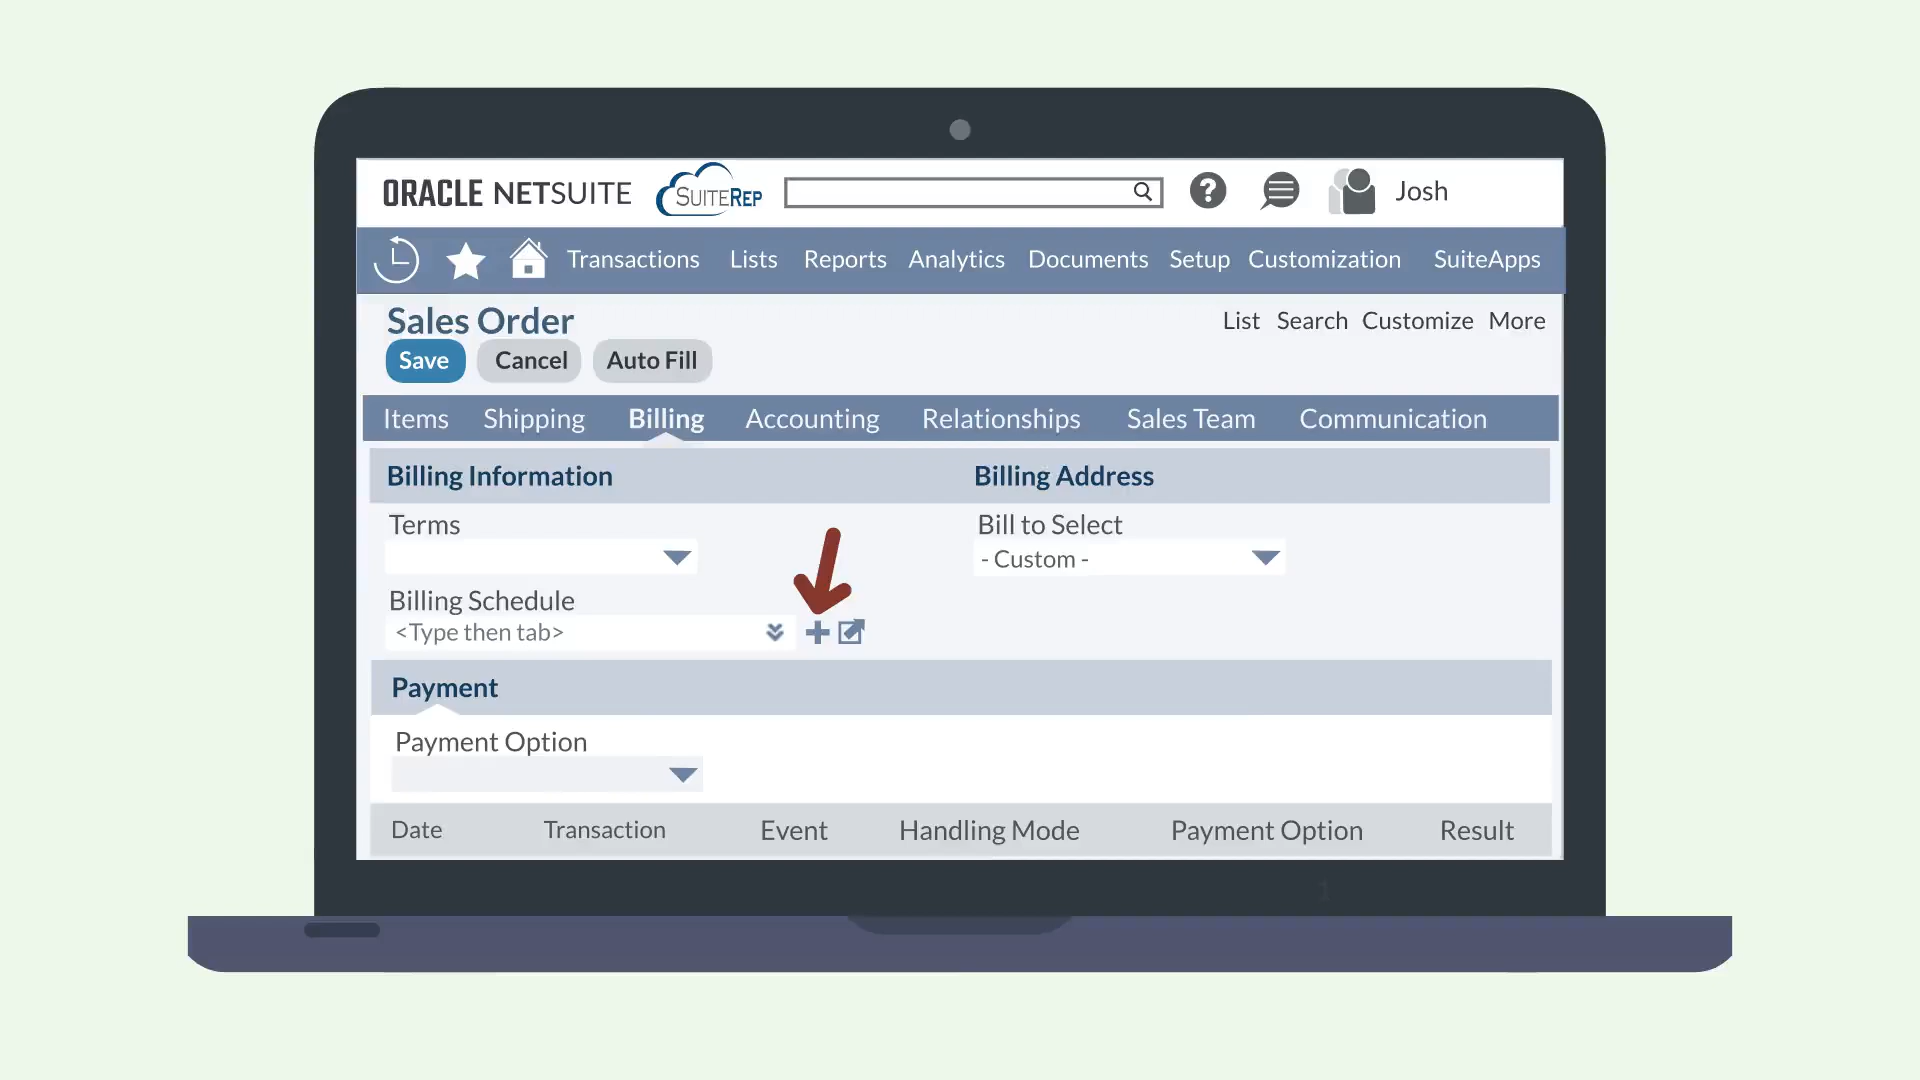 ORACLE NETSUITE SUITEREP ? Josh
Transactions Lists Reports Analytics Documents Setup Customization SuiteApps
Sales Order
List Search Customize More
Save Cancel Auto Fill
Items Shipping Billing Accounting Relationships Sales Team Communication
Billing Information Billing Address
Terms Bill to Select
- Custom -
Billing Schedule
<Type then tab>
Payment
Payment Option
Date Transaction Event Handling Mode Payment Option Result
1